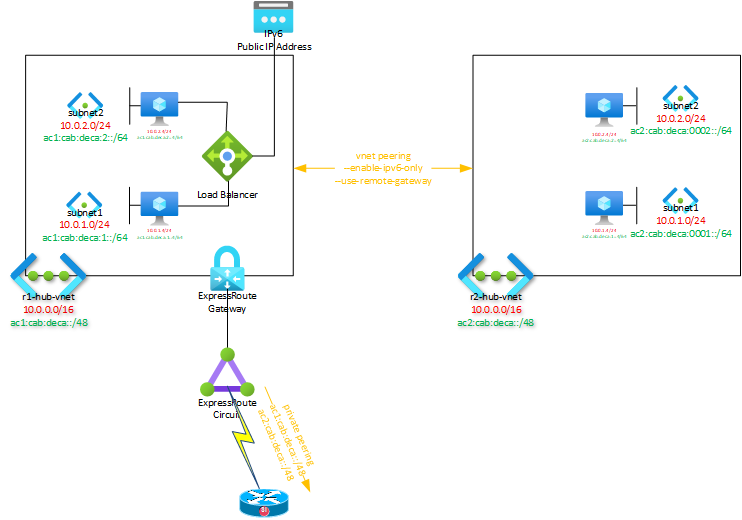 IPv6
Public IP Address
subnet2
10.0.2.0/24
ac1:cab:deca:2::/64
subnet1
10.0.1.0/24
ac1:cab:deca:1::/64
Load Balancer
r1-hub-vnet
10.0.0.0/16
ac1:cab:deca::/48
ExpressRoute
Gateway
vnet peering
--enable-ipv6-only
--use-remote-gateway
subnet2
10.0.2.0/24
ac2:cab:deca:0002::/64
subnet1
10.0.1.0/24
ac2:cab:deca:0001::/64
r2-hub-vnet
10.0.0.0/16
ac2:cab:deca::/48
ExpressRoute
Circuit
private peering
ac1:cab:deca::/48
ac2:cab:deca::/48
SI